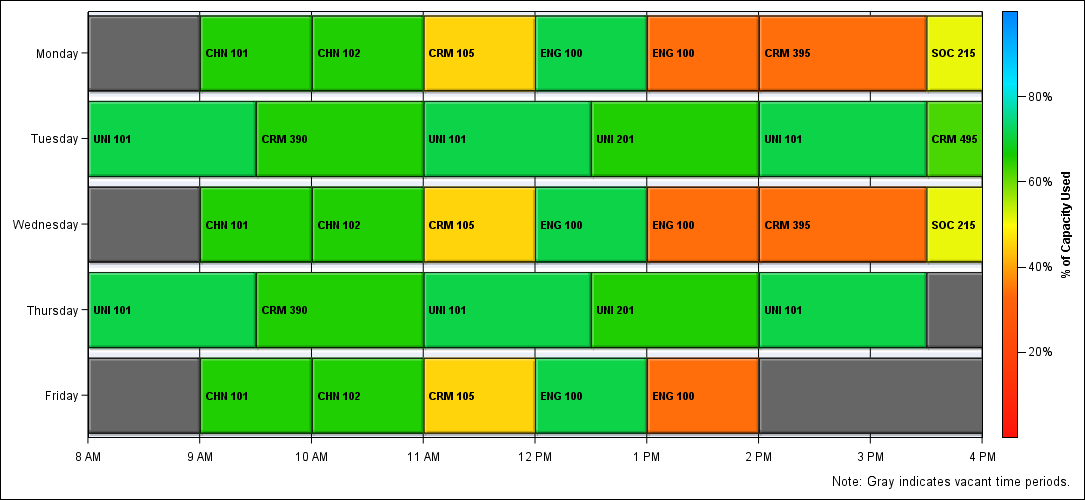 Monday CHN 101 CHN 102 CRM 105 ENG 100 ENG 100 CRM 395 SOC 215
80%
Tuesday UNI 101 CRM 390 UNI 101 UNI 201 UNI 101 CRM 495
60%
Wednesday CHN 101 CHN 102 CRM 105 ENG 100 ENG 100 CRM 395 SOC 215
40%
Thursday UNI 101 CRM 390 UNI 101 UNI 201 UNI 101
20%
Friday CHN 101 CHN 102 CRM 105 ENG 100 ENG 100
8 AM 9 AM 10 AM 11 AM 12 PM 1 PM 2 PM 3 PM 4 PM
% of Capacity Used
Note: Gray indicates vacant time periods.